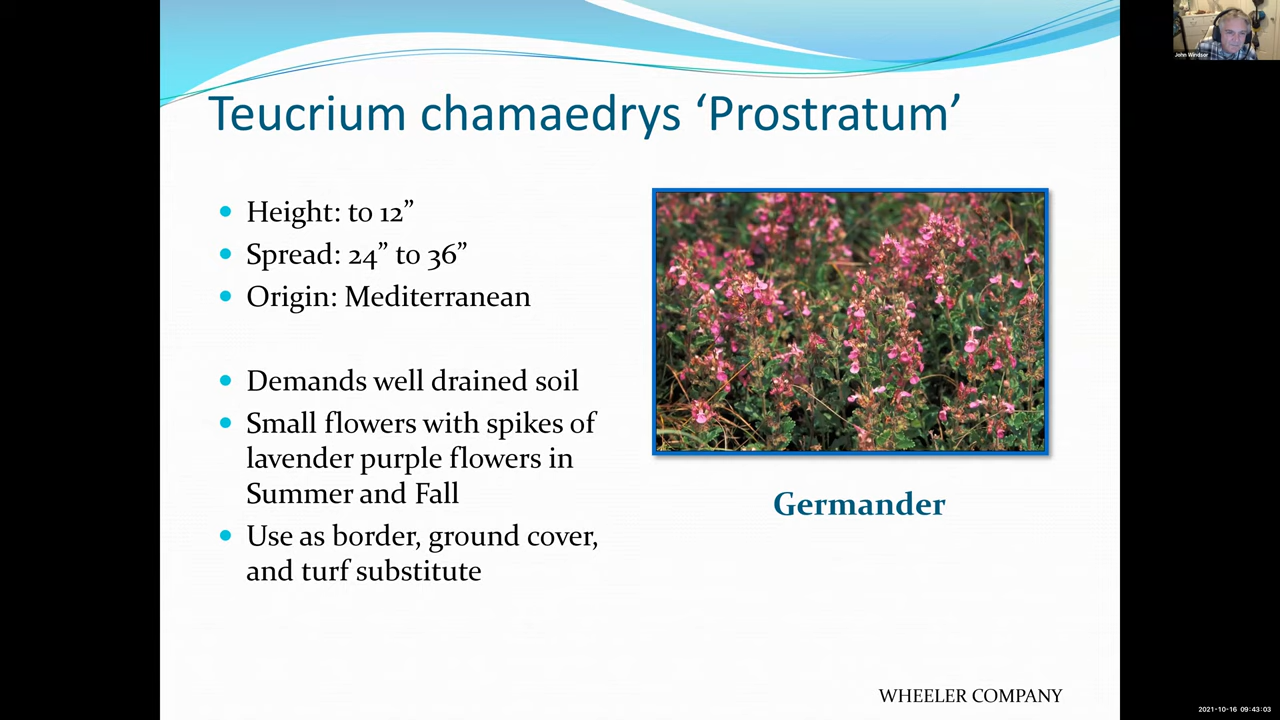 John Windsor
Teucrium chamaedrys ‘Prostratum’
Height: to 12”
Spread: 24” to 36”
Origin: Mediterranean
Demands well drained soil
Small flowers with spikes of
lavender purple flowers in
Summer and Fall
Use as border, ground cover,
and turf substitute
Germander
WHEELER COMPANY
2021-10-16 09:43:03